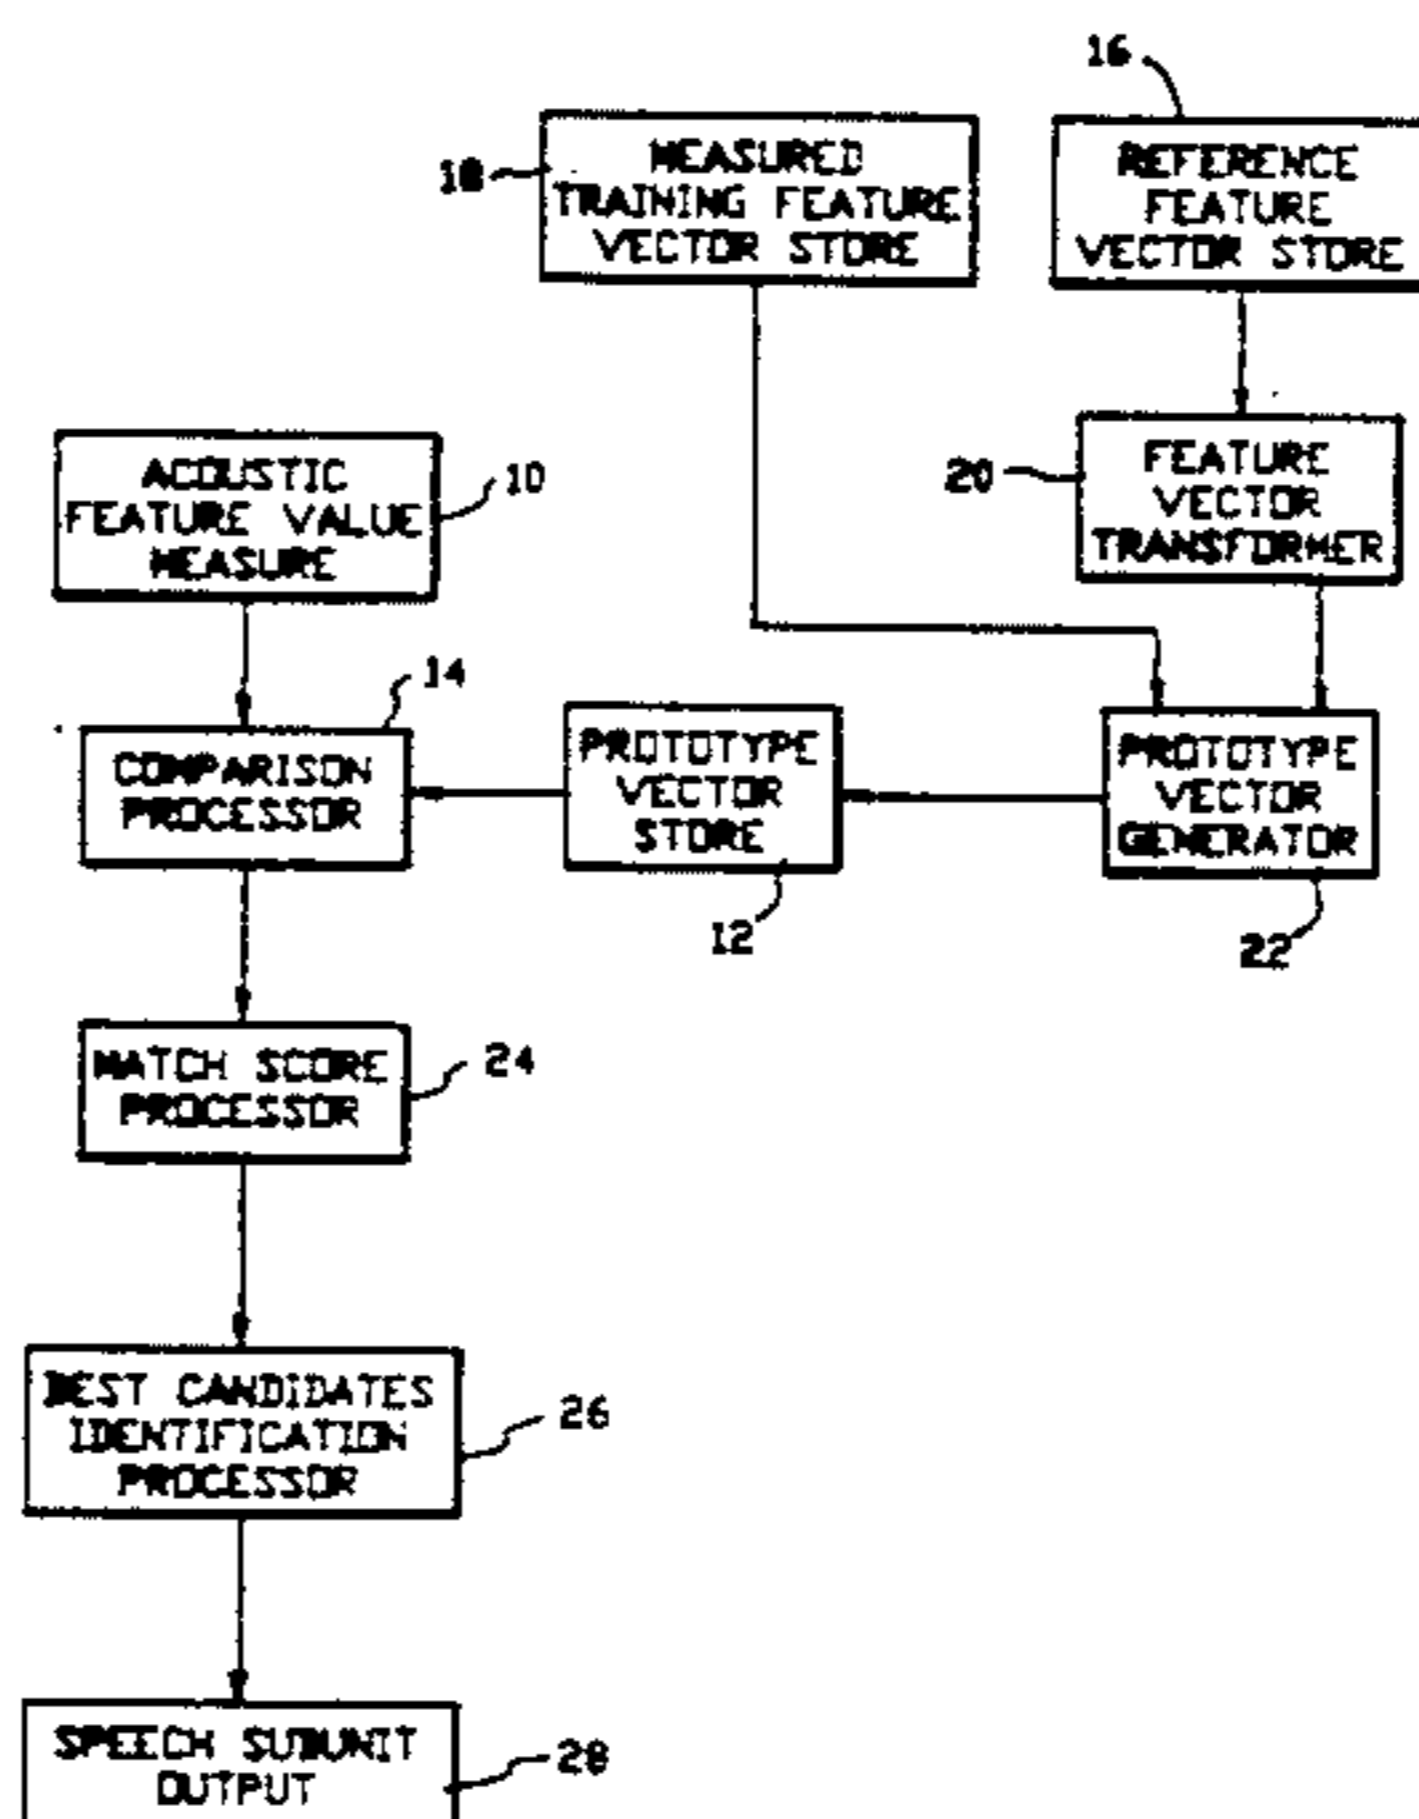 16
18
MEASURED
TRAINING FEATURE
VECTOR STORE
REFERENCE
FEATURE
VECTOR STORE
ACOUSTIC
FEATURE VALUE
MEASURE
10
20
FEATURE
VECTOR
TRANSFORMER
14
COMPARISON
PROCESSOR
PROTOTYPE
VECTOR
STORE
12
PROTOTYPE
VECTOR
GENERATOR
22
MATCH SCORE
PROCESSOR
24
BEST CANDIDATES
IDENTIFICATION
PROCESSOR
26
SPEECH SUBUNIT
OUTPUT
28